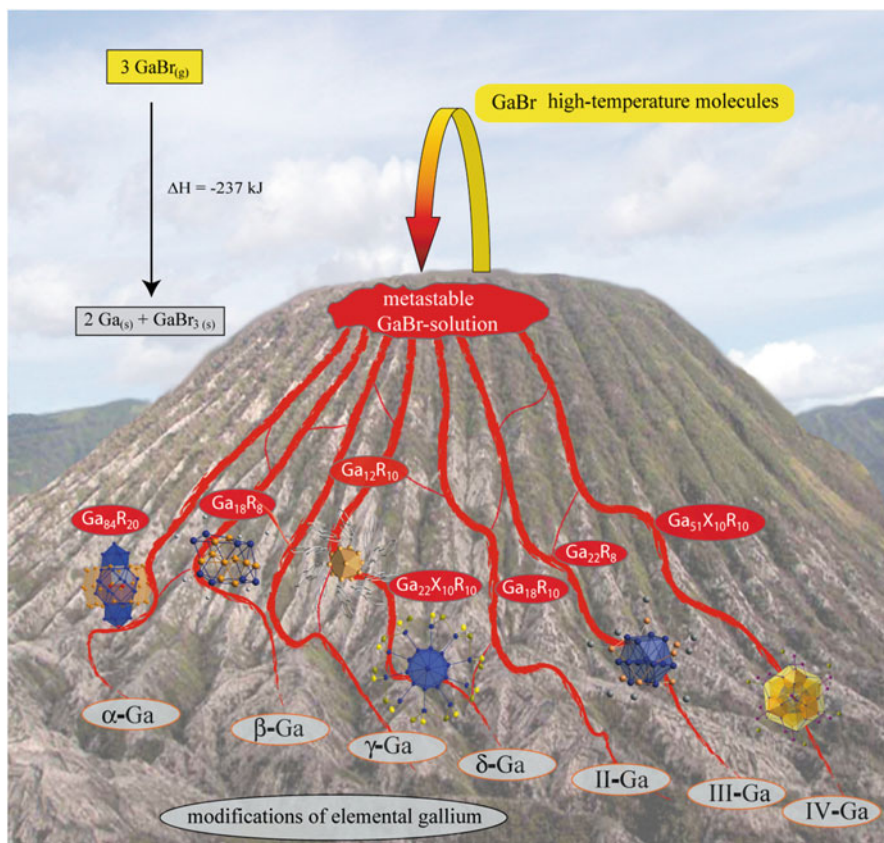 3 GaBr(g)
GaBr high-temperature molecules
ΔH = -237 kJ
2 Ga(s) + GaBr3 (s)
metastable
GaBr-solution
Ga12R10
Ga84R20
Ga18R8
Ga51X10R10
Ga22R8
Ga22X10R10
Ga18R10
α-Ga
β-Ga
γ-Ga
δ-Ga
II-Ga
III-Ga
IV-Ga
modifications of elemental gallium